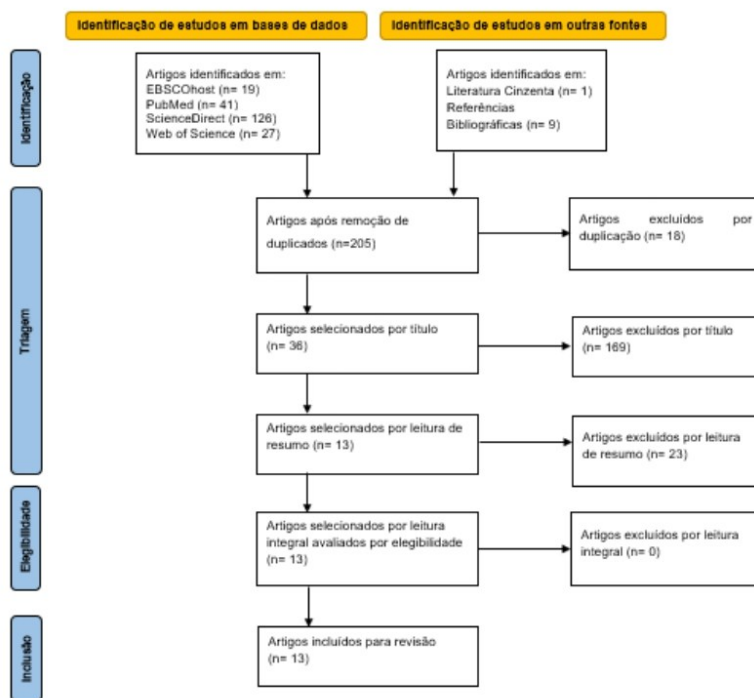 Identificação de estudos em bases de dados
Identificação de estudos em outras fontes
Identificação
Artigos identificados em:
EBSCOhost (n= 19)
PubMed (n= 41)
ScienceDirect (n= 126)
Web of Science (n= 27)
Artigos identificados em:
Literatura Cinzenta (n= 1)
Referências
Bibliográficas (n= 9)
Triagem
Artigos após remoção de
duplicados (n=205)
Artigos excluídos por
duplicação (n= 18)
Artigos selecionados por título
(n= 36)
Artigos excluídos por título
(n= 169)
Artigos selecionados por leitura de
resumo (n= 13)
Artigos excluídos por leitura
de resumo (n= 23)
Elegibilidade
Artigos selecionados por leitura
integral avaliados por elegibilidade
(n= 13)
Artigos excluídos por leitura
integral (n= 0)
Inclusão
Artigos incluídos para revisão
(n= 13)